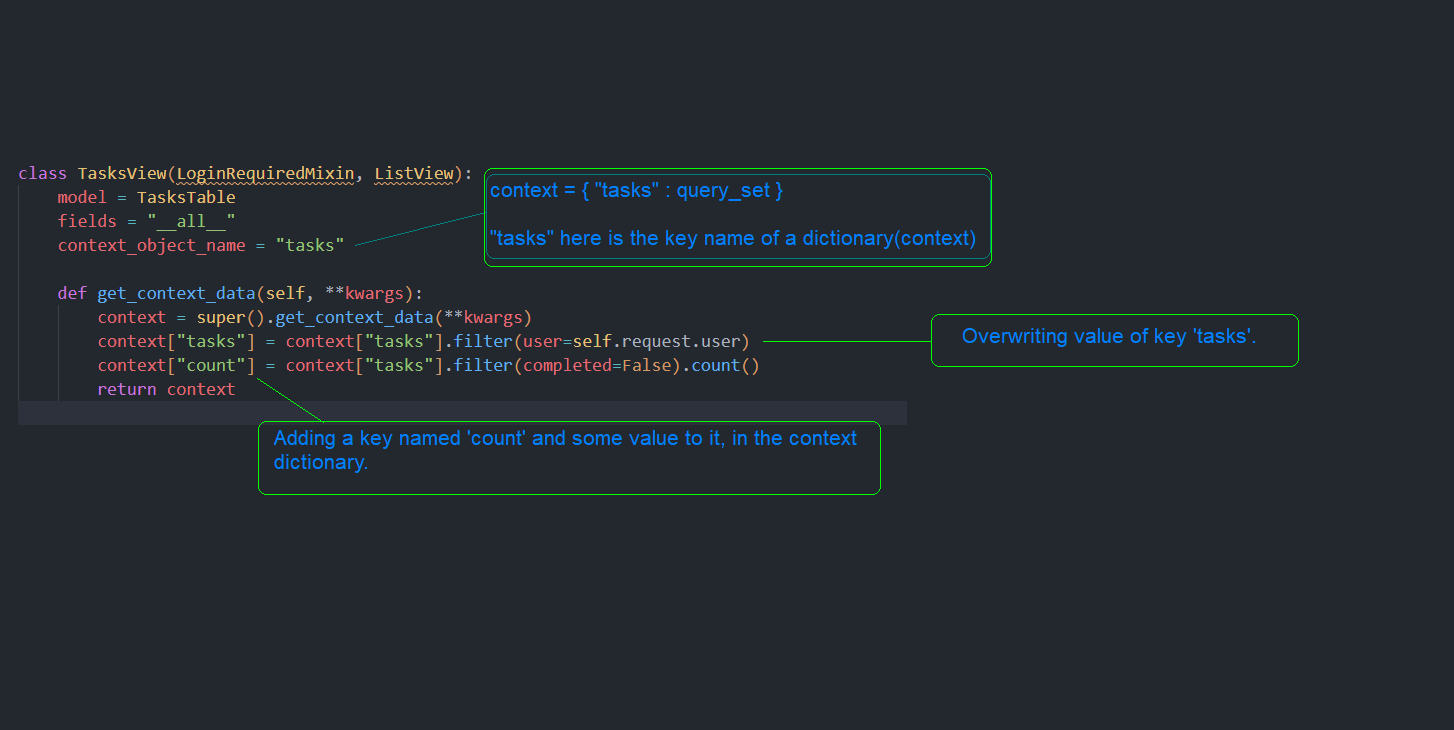 class TasksView(LoginRequiredMixin, ListView):
model = TasksTable
fields = "__all__"
context_object_name = "tasks"
context = { "tasks" : query_set }
"tasks" here is the key name of a dictionary(context)
def get_context_data(self, **kwargs):
context = super().get_context_data(**kwargs)
context["tasks"] = context["tasks"].filter(user=self.request.user)
Overwriting value of key 'tasks'.
context["count"] = context["tasks"].filter(completed=False).count()
return context
Adding a key named 'count' and some value to it, in the context
dictionary.